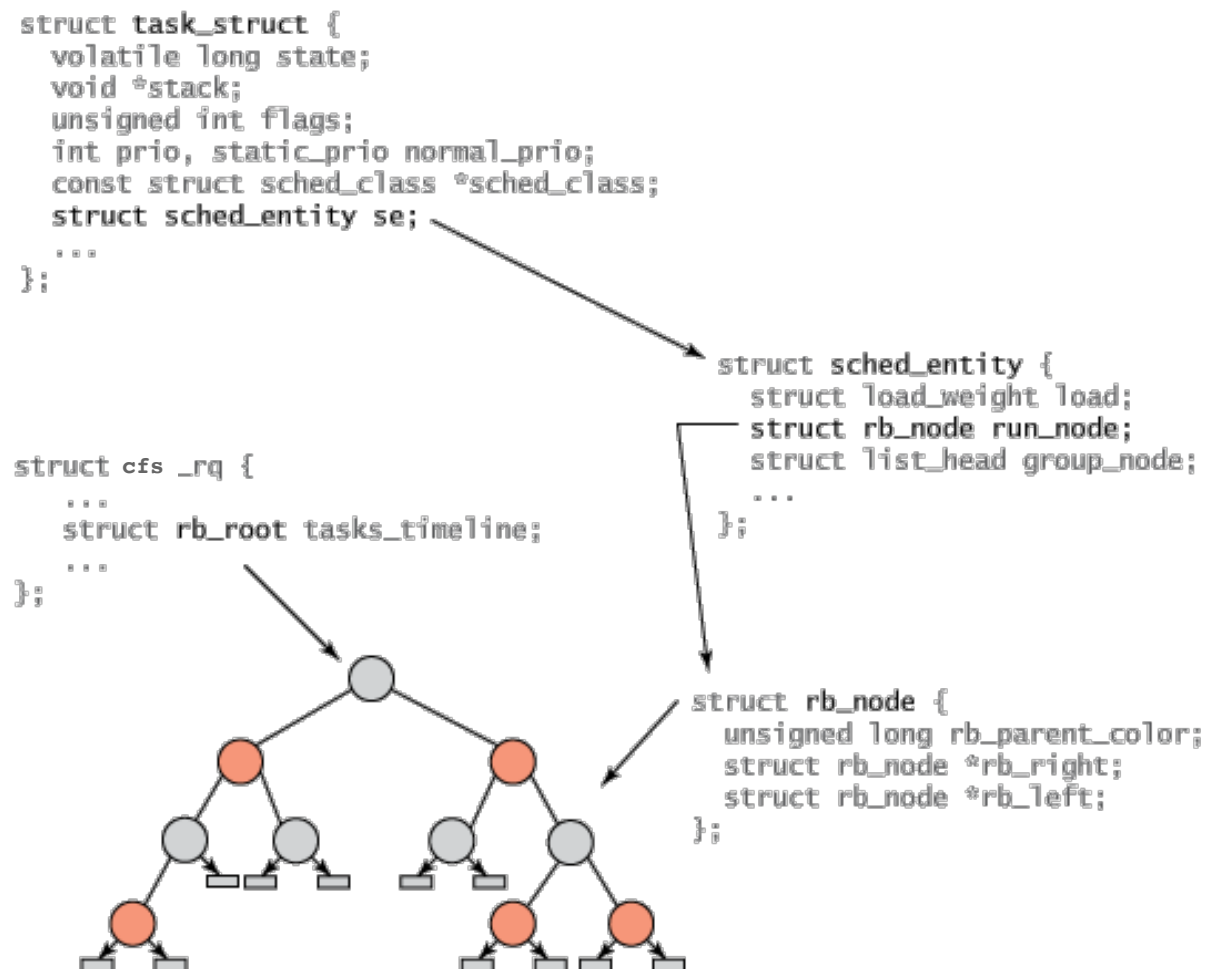 struct task_struct {
volatile long state;
void *stack;
unsigned int flags;
int prio, static_prio normal_prio;
const struct sched_class *sched_class;
struct sched_entity se;
...
};
struct sched_entity {
struct load_weight load;
struct rb_node run_node;
struct list_head group_node;
...
};
struct cfs _rq {
...
struct rb_root tasks_timeline;
...
};
struct rb_node {
unsigned long rb_parent_color;
struct rb_node *rb_right;
struct rb_node *rb_left;
};